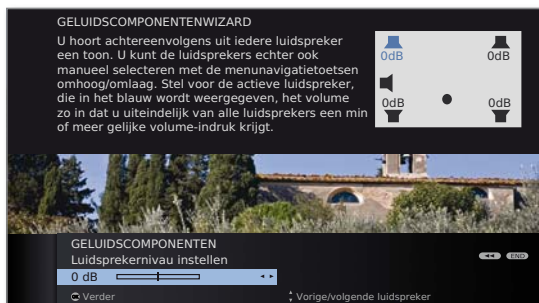 GELUIDSCOMPONENTENWIZARD
U hoort achtereenvolgens uit iedere luidspreker
een toon. U kunt de luidsprekers echter ook
manueel selecteren met de menunavigatietoetsen
omhoog/omlaag. Stel voor de actieve luidspreker,
die in het blauw wordt weergegeven, het volume
zo in dat u uiteindelijk van alle luidsprekers een min
of meer gelijke volume-indruk krijgt.
0dB 0dB
0dB 0dB
GELUIDSCOMPONENTEN
Luidsprekernivau instellen
END
0 dB
OK Verder
Vorige/volgende luidspreker